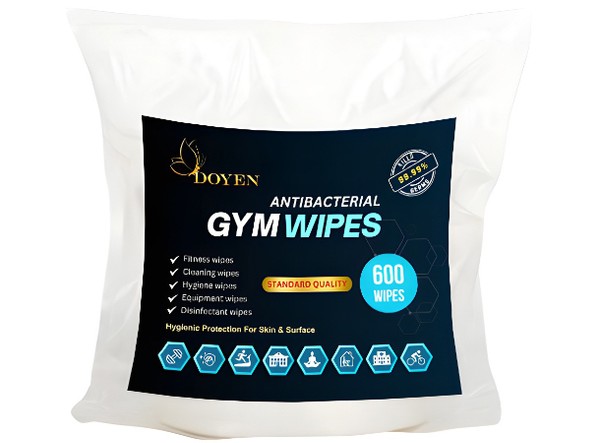 DOYEN
KILLS
99.99%
GERMS
ANTIBACTERIAL
GYM WIPES
Fitness wipes
Cleaning wipes
Hygiene wipes
Equipment wipes
Disinfectant wipes
STANDARD QUALITY
600
WIPES
Hygionic Protection For Skin & Surface